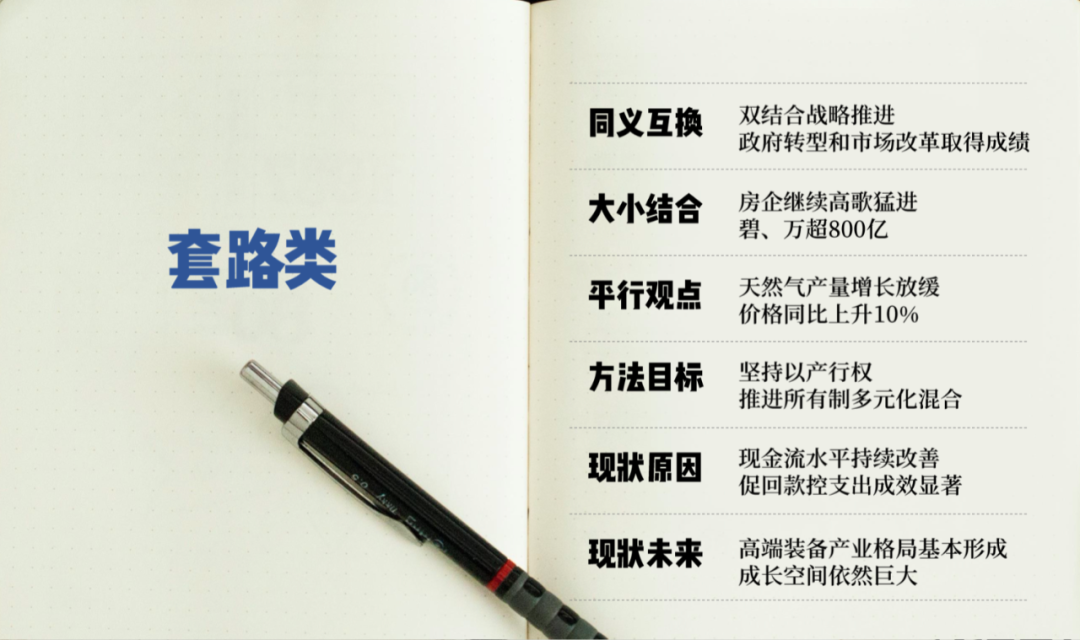 套路类
同义互换
双结合战略推进
政府转型和市场改革取得成绩
大小结合
房企继续高歌猛进
碧、万超800亿
平行观点
天然气产量增长放缓
价格同比上升10%
方法目标
坚持以产行权
推进所有制多元化混合
现狀原因
现金流水平持续改善
促回款控支出成效显著
现狀未来
高端装备产业格局基本形成
成长空间依然巨大